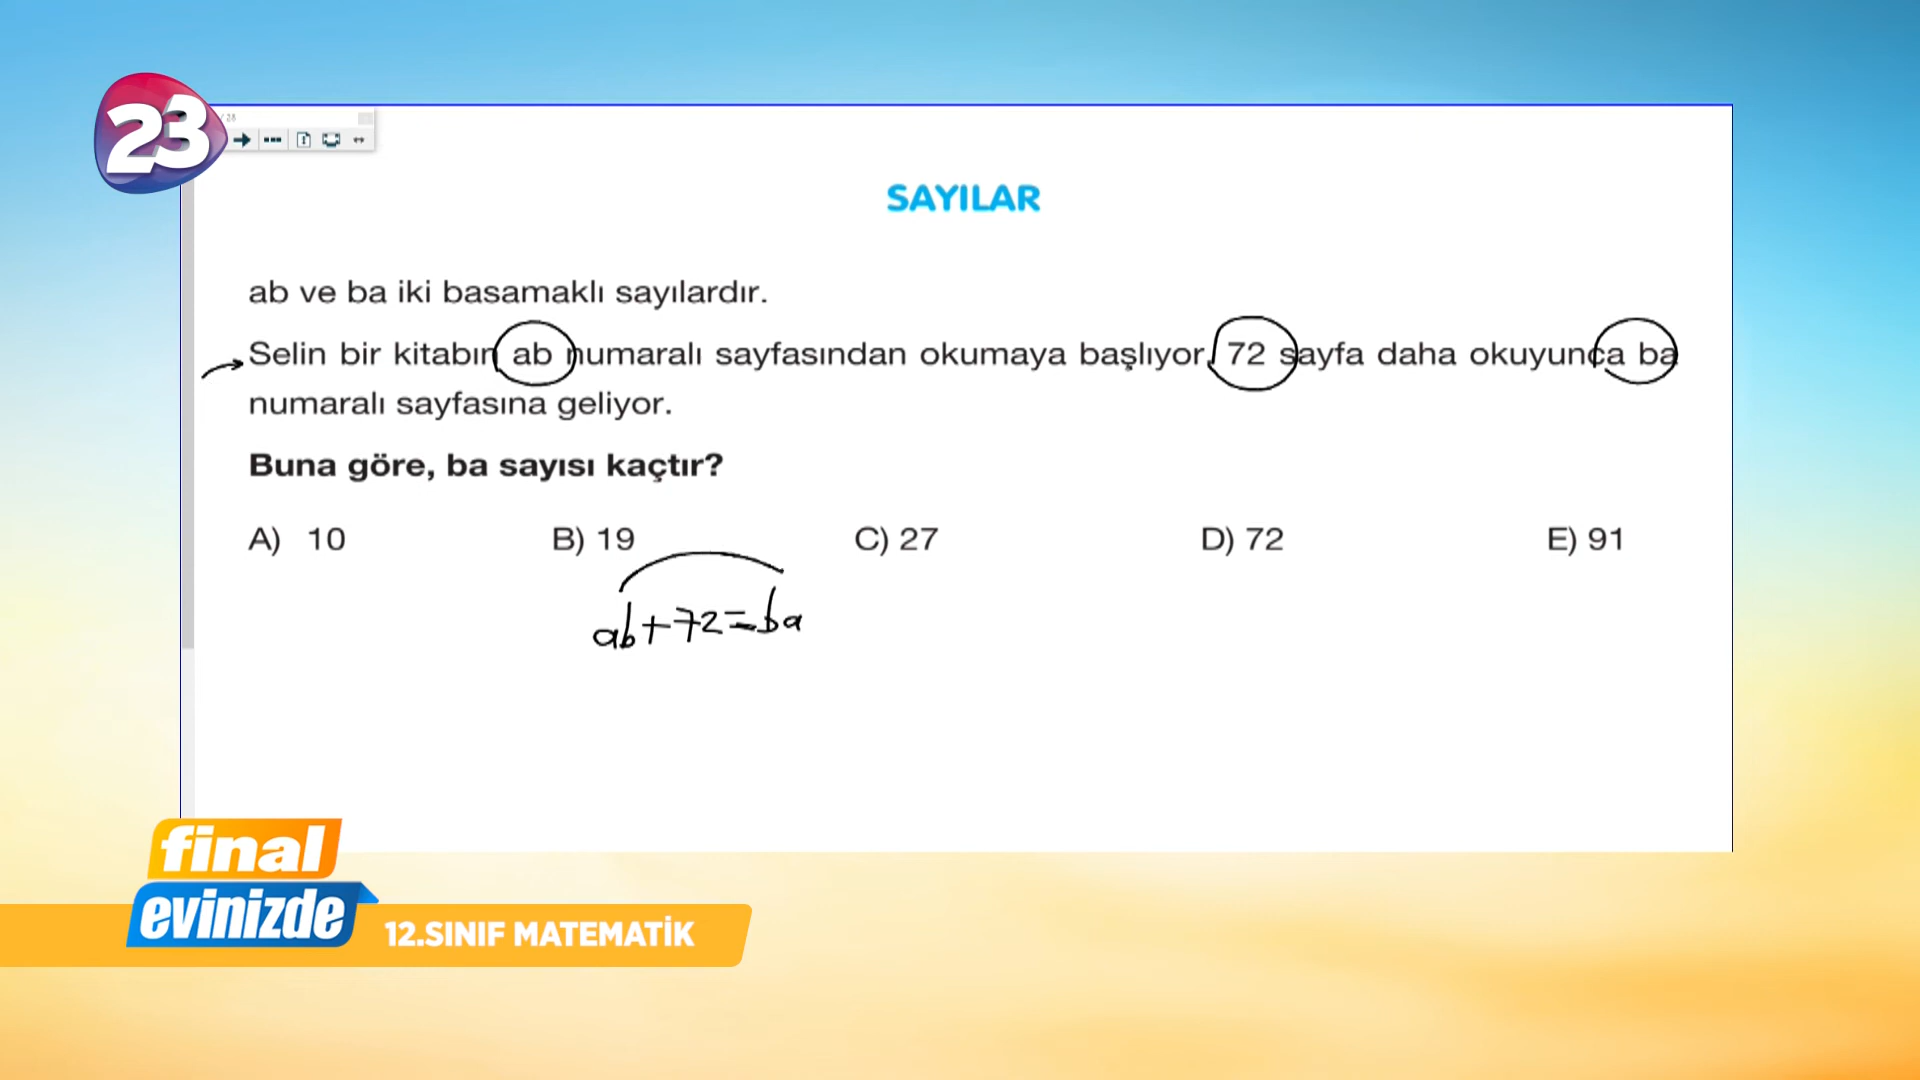 23
/ 28
SAYILAR
ab ve ba iki basamaklı sayılardır.
Selin bir kitabın ab numaralı sayfasından okumaya başlıyor, 72 sayfa daha okuyunca ba
numaralı sayfasına geliyor.
Buna göre, ba sayısı kaçtır?
A) 10 B) 19 C) 27 D) 72 E) 91
ab+72=ba
final
evinizde
12.SINIF MATEMATİK